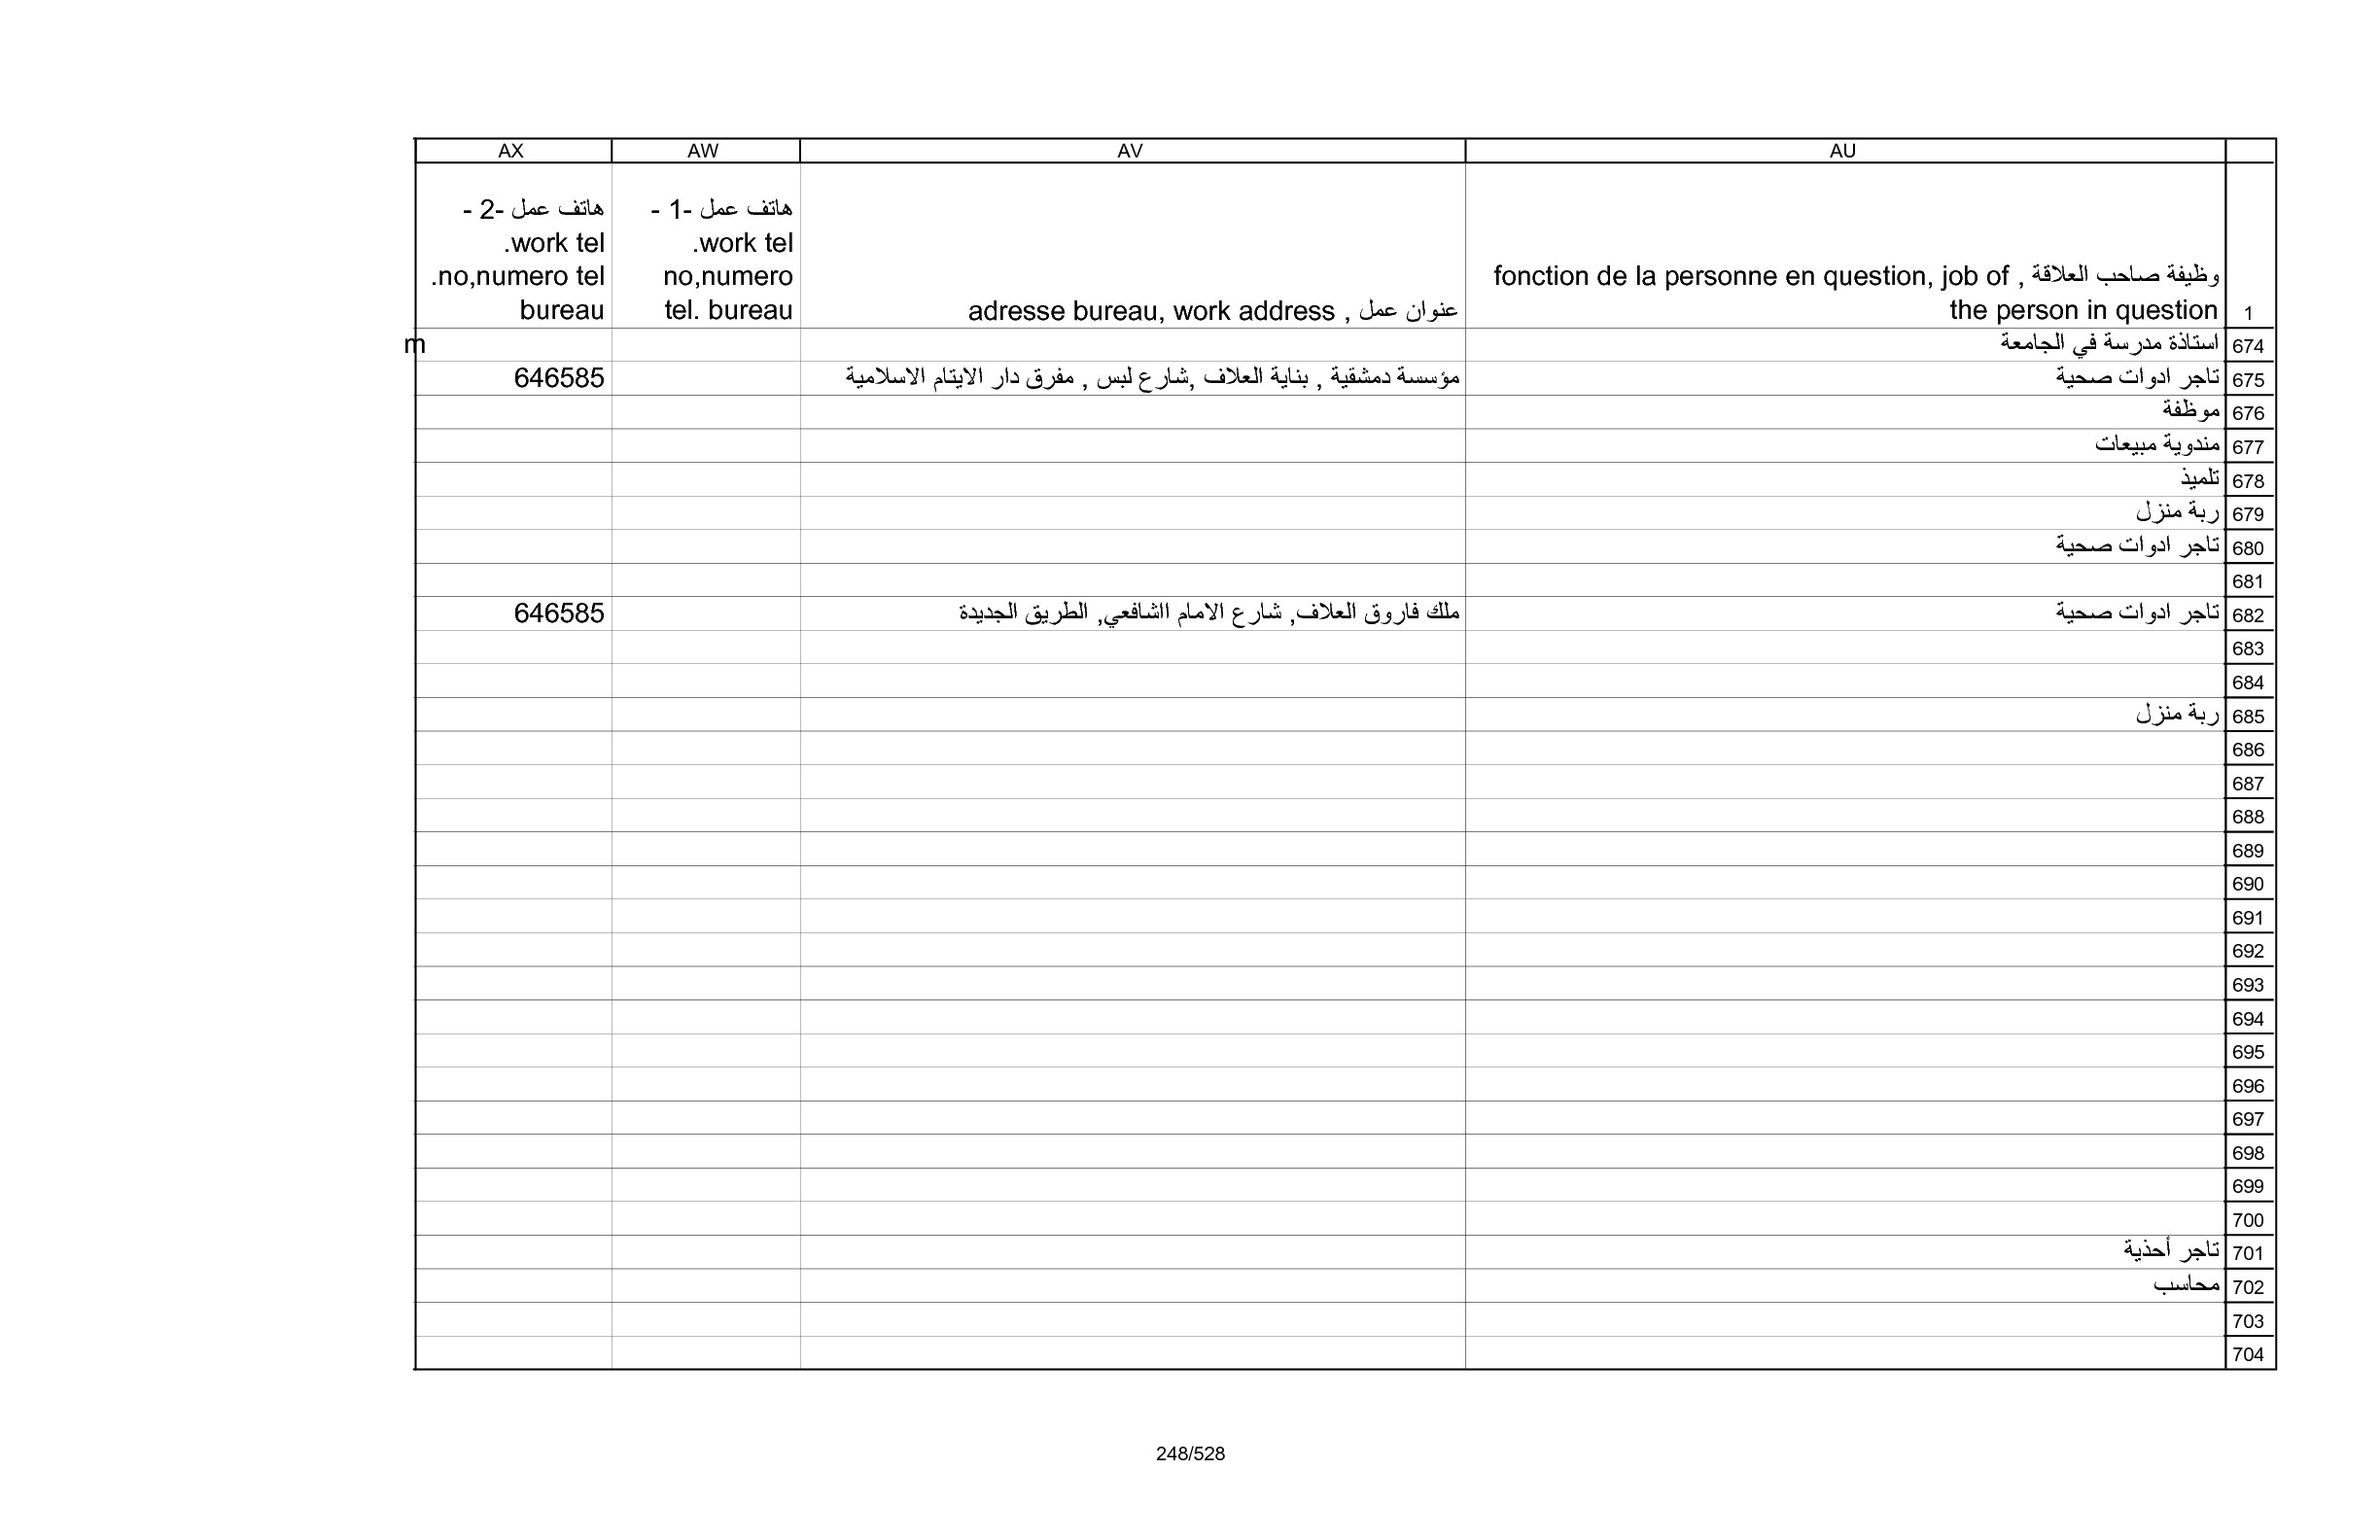 AU AV AW AX
1 وظيفة صاحب العلاقة , fonction de la personne en question, job of
the person in question
عنوان عمل , adresse bureau, work address
هاتف عمل -1 -
work tel.
no,numero
tel. bureau
هاتف عمل -2 -
work tel.
no,numero tel.
bureau
674 استاذة مدرسة في الجامعة m
675 تاجر ادوات صحية مؤسسة دمشقية , بناية العلاف ,شارع لبس , مفرق دار الايتام الاسلامية 646585
676 موظفة
677 مندوبة مبيعات
678 تلميذ
679 ربة منزل
680 تاجر ادوات صحية
681
682 تاجر ادوات صحية ملك فاروق العلاف, شارع الامام ااشافعي, الطريق الجديدة 646585
683
684
685 ربة منزل
686
687
688
689
690
691
692
693
694
695
696
697
698
699
700
701 تاجر أحذية
702 محاسب
703
704
248/528